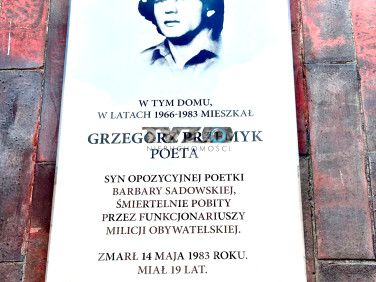 W TYM DOMU,
W LATACH 1966-1983 MIESZKAŁ
GRZEGORZ PRZEMYK
POETA
NIERUCHOMOŚCI
SYN OPOZYCYJNEJ POETKI
BARBARY SADOWSKIEJ,
ŚMIERTELNIE POBITY
PRZEZ FUNKCJONARIUSZY
MILICJI OBYWATELSKIEJ.
ZMARŁ 14 MAJA 1983 ROKU.
MIAŁ 19 LAT.